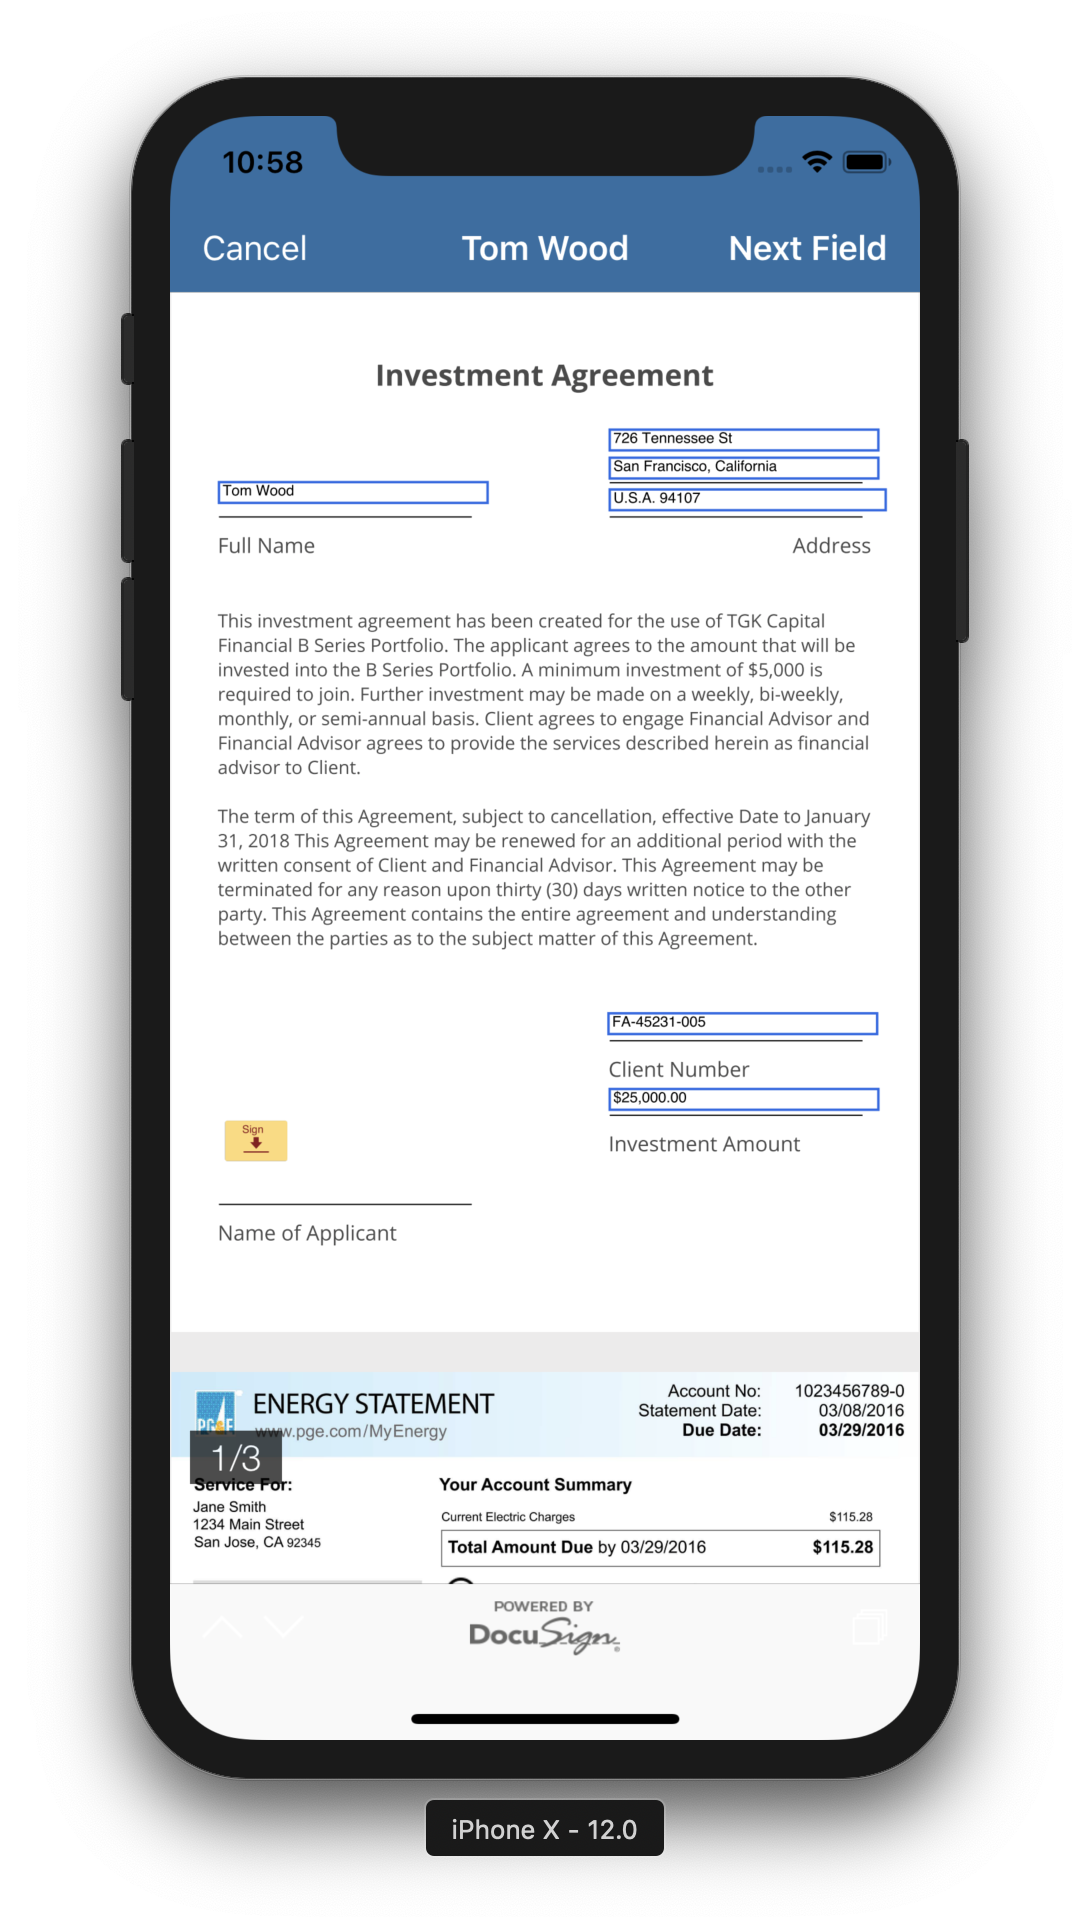 10:58
Cancel
Tom Wood
Next Field
Investment Agreement
726 Tennessee St
San Francisco, California
Tom Wood
U.S.A. 94107
Full Name
Address
This investment agreement has been created for the use of TGK Capital
Financial B Series Portfolio. The applicant agrees to the amount that will be
invested into the B Series Portfolio. A minimum investment of $5,000 is
required to join. Further investment may be made on a weekly, bi-weekly,
monthly, or semi-annual basis. Client agrees to engage Financial Advisor and
Financial Advisor agrees to provide the services described herein as financial
advisor to Client.
The term of this Agreement, subject to cancellation, effective Date to January
31, 2018 This Agreement may be renewed for an additional period with the
written consent of Client and Financial Advisor. This Agreement may be
terminated for any reason upon thirty (30) days written notice to the other
party. This Agreement contains the entire agreement and understanding
between the parties as to the subject matter of this Agreement.
FA-45231-005
Client Number
$25,000.00
Investment Amount
Sign
Name of Applicant
PG&E
ENERGY STATEMENT
www.pge.com/MyEnergy
Account No: 1023456789-0
Statement Date: 03/08/2016
Due Date: 03/29/2016
1/3
Service For:
Jane Smith
1234 Main Street
San Jose, CA 92345
Your Account Summary
Current Electric Charges $115.28
Total Amount Due by 03/29/2016 $115.28
POWERED BY
DocuSign
iPhone X - 12.0